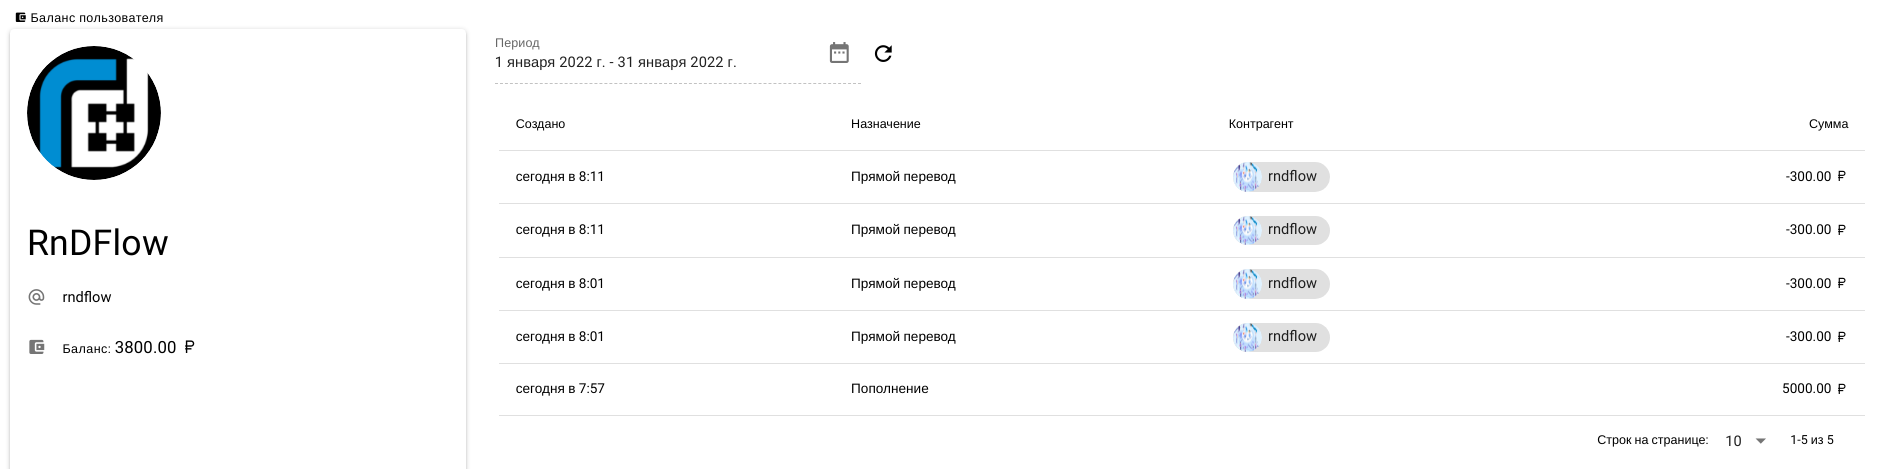 Баланс пользователя
RnDFlow
rndflow
Баланс: 3800.00 ₽
Период
1 января 2022 г. - 31 января 2022 г.
Создано Назначение Контрагент Сумма
сегодня в 8:11 Прямой перевод rndflow -300.00 ₽
сегодня в 8:11 Прямой перевод rndflow -300.00 ₽
сегодня в 8:01 Прямой перевод rndflow -300.00 ₽
сегодня в 8:01 Прямой перевод rndflow -300.00 ₽
сегодня в 7:57 Пополнение 5000.00 ₽
Строк на странице: 10 1-5 из 5